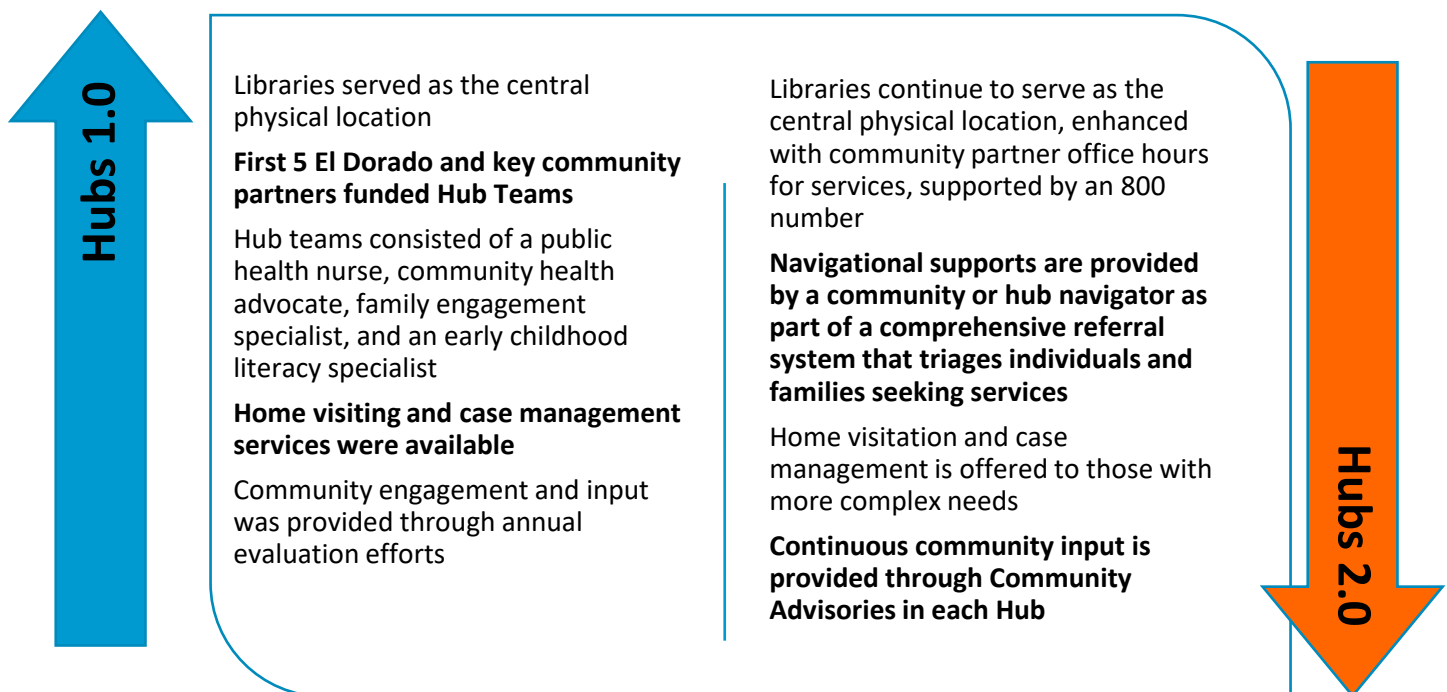 Hubs 1.0
Libraries served as the central
physical location
First 5 El Dorado and key community
partners funded Hub Teams
Hub teams consisted of a public
health nurse, community health
advocate, family engagement
specialist, and an early childhood
literacy specialist
Home visiting and case management
services were available
Community engagement and input
was provided through annual
evaluation efforts
Libraries continue to serve as the
central physical location, enhanced
with community partner office hours
for services, supported by an 800
number
Navigational supports are provided
by a community or hub navigator as
part of a comprehensive referral
system that triages individuals and
families seeking services
Home visitation and case
management is offered to those with
more complex needs
Continuous community input is
provided through Community
Advisories in each Hub
Hubs 2.0